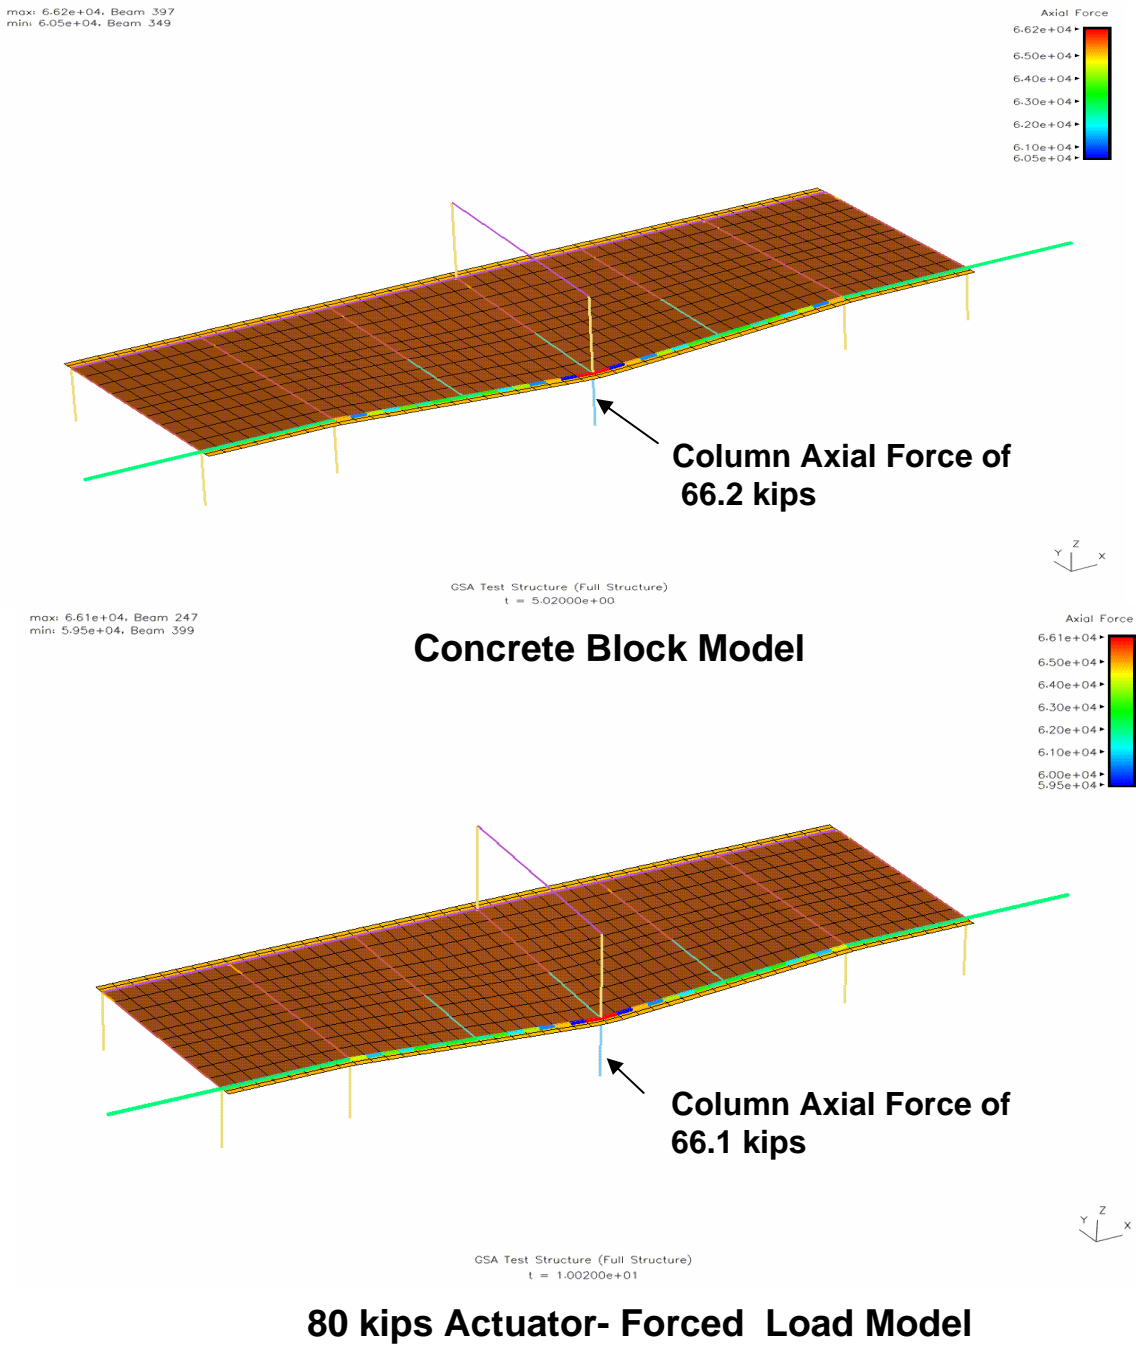 max: 6.62e+04, Beam 397
min: 6.05e+04, Beam 349
Axial Force
6.62e+04
6.50e+04
6.40e+04
6.30e+04
6.20e+04
6.10e+04
6.05e+04
Column Axial Force of
66.2 kips
Y Z X
GSA Test Structure (Full Structure)
t = 5.02000e+00
Concrete Block Model
max: 6.61e+04, Beam 247
min: 5.95e+04, Beam 399
Axial Force
6.61e+04
6.50e+04
6.40e+04
6.30e+04
6.20e+04
6.10e+04
6.00e+04
5.95e+04
Column Axial Force of
66.1 kips
Y Z X
GSA Test Structure (Full Structure)
t = 1.00200e+01
80 kips Actuator- Forced Load Model